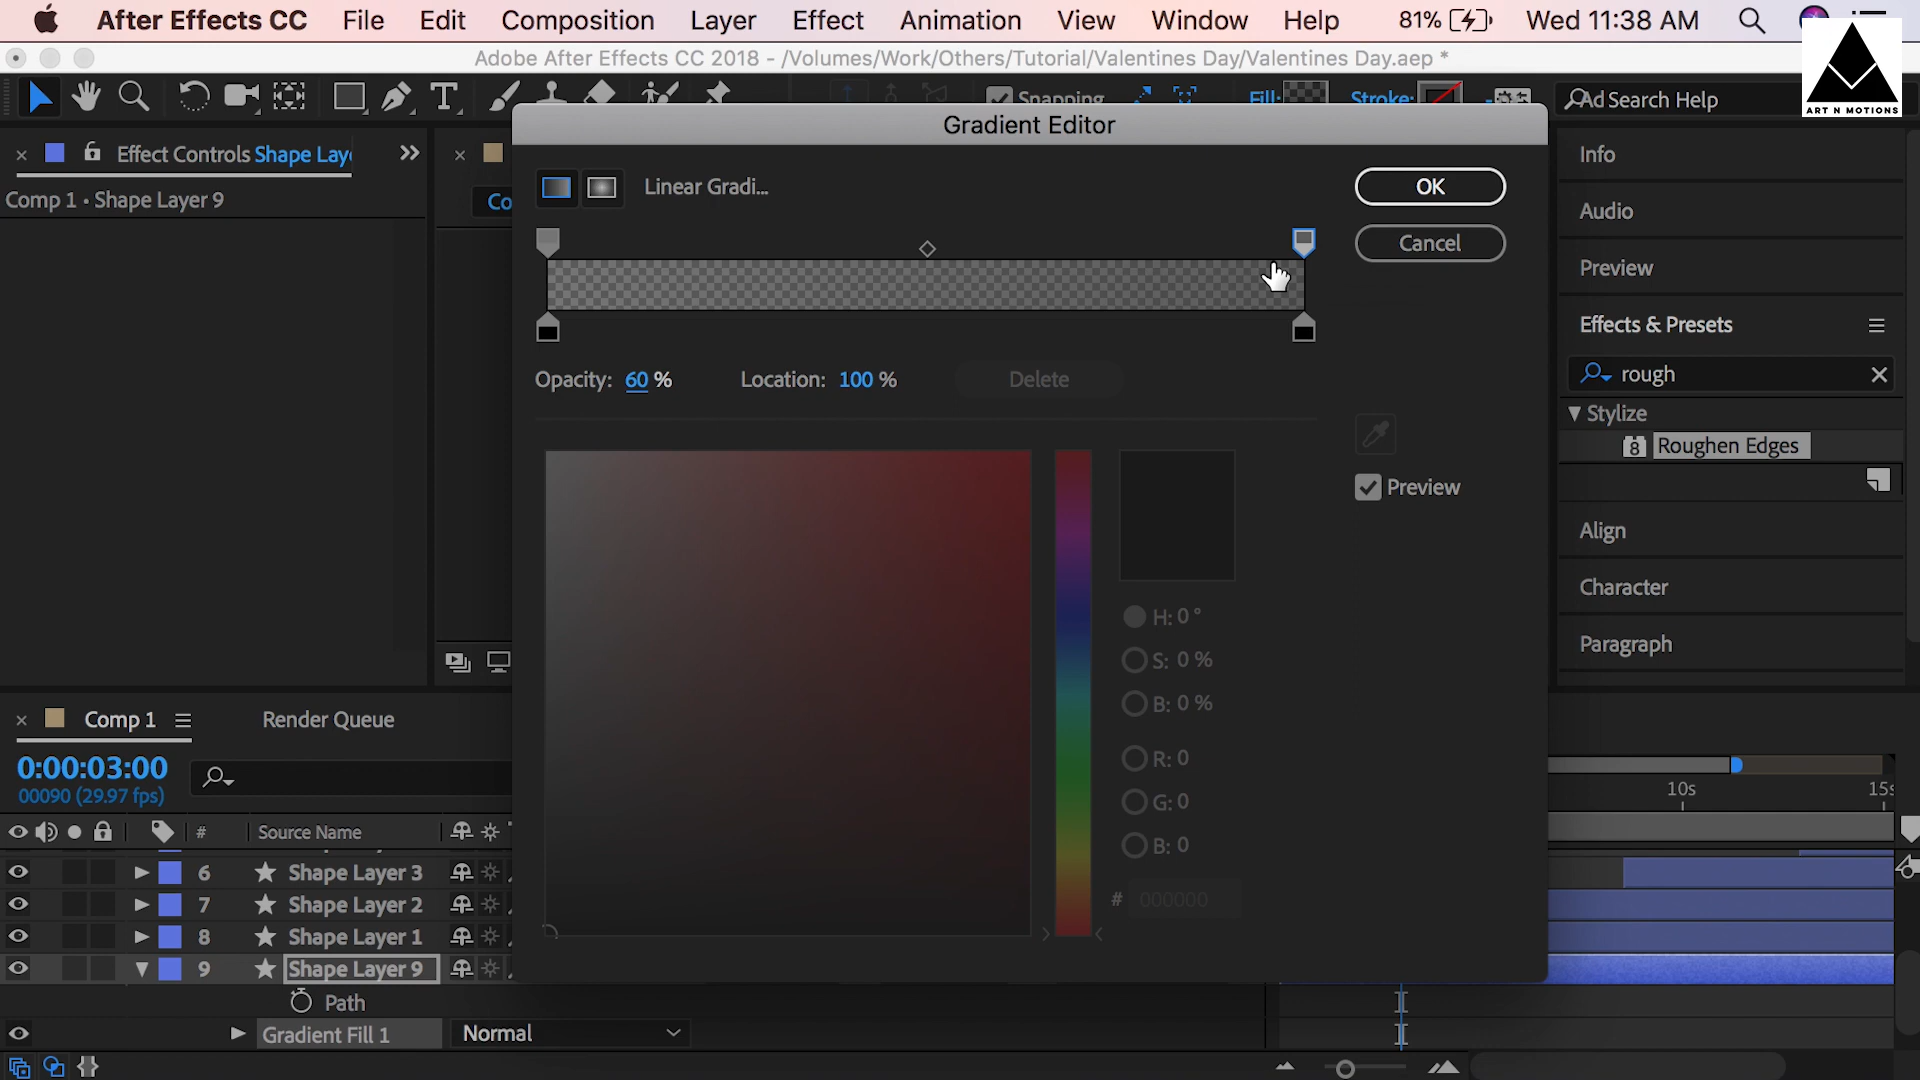 After Effects CC File Edit Composition Layer Effect Animation View Window Help 81% Wed 11:38 AM
Adobe After Effects CC 2018 - /Volumes/Work/Others/Tutorial/Valentines Day/Valentines Day.aep *
Snapping Fill: Stroke: Ad Search Help
ART N MOTIONS
Gradient Editor
Effect Controls Shape Lay
Comp 1 • Shape Layer 9
Co
Linear Gradi...
OK
Cancel
Opacity: 60 % Location: 100 % Delete
Preview
H: 0 °
S: 0 %
B: 0 %
R: 0
G: 0
B: 0
# 000000
Info
Audio
Preview
Effects & Presets
rough
Stylize
8 Roughen Edges
Align
Character
Paragraph
Comp 1 Render Queue
0:00:03:00
00090 (29.97 fps)
10s 15s
# Source Name
6 Shape Layer 3
7 Shape Layer 2
8 Shape Layer 1
9 Shape Layer 9
Path
Gradient Fill 1 Normal